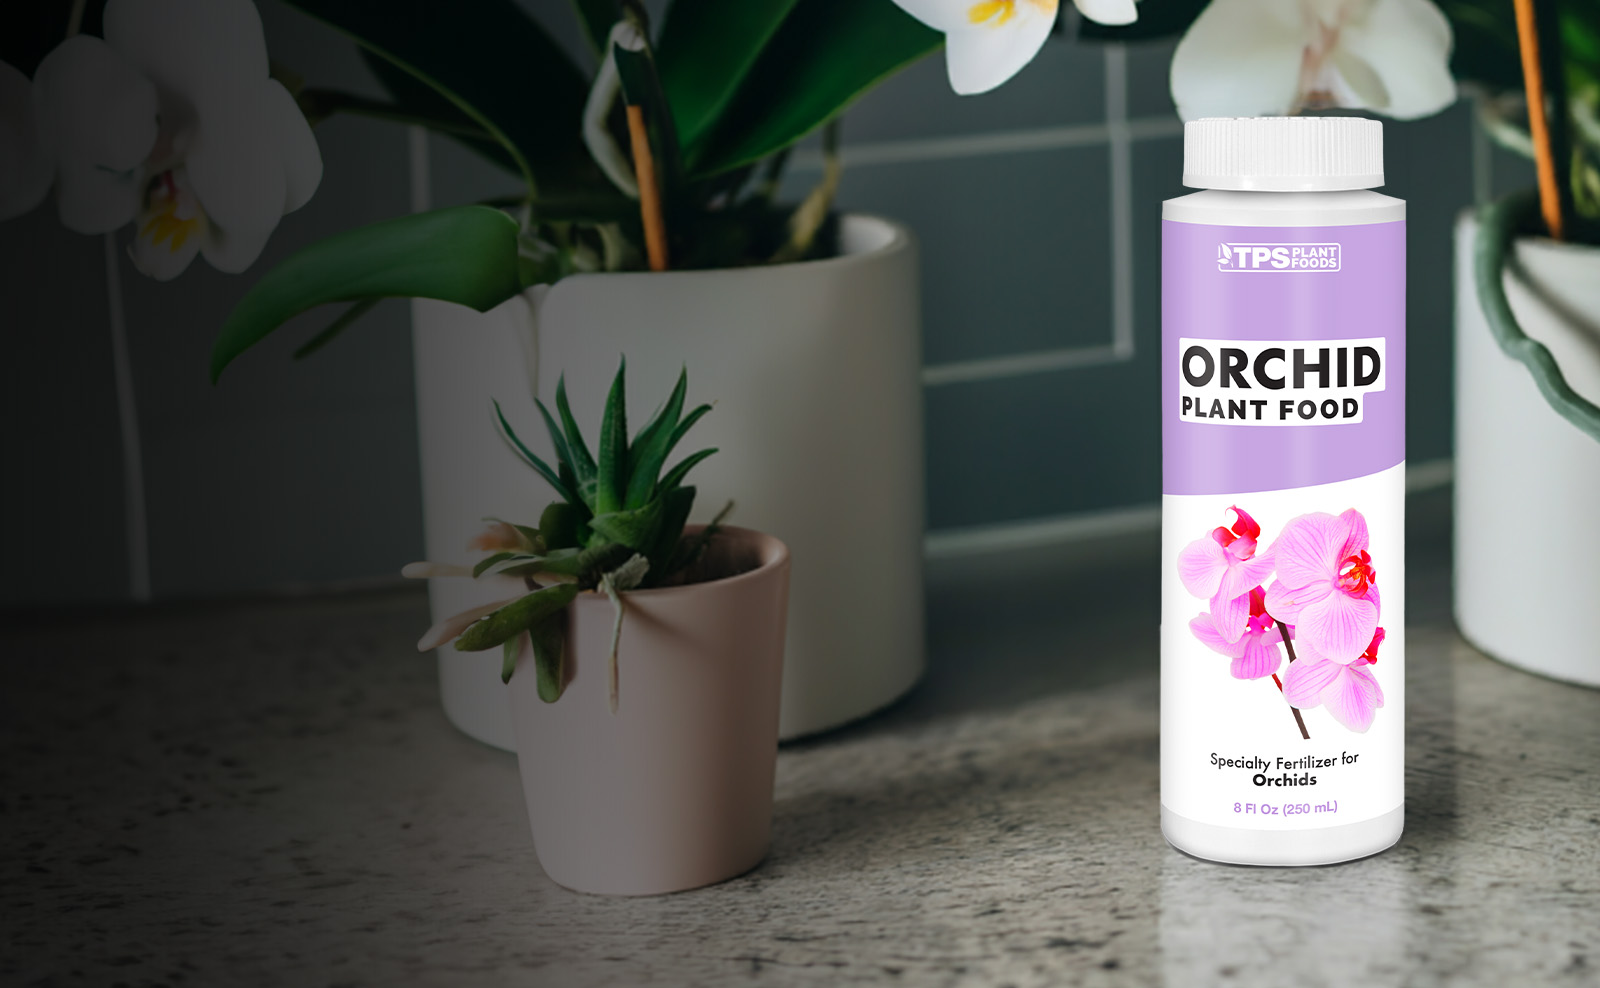 TPS PLANT FOODS
ORCHID
PLANT FOOD
Specialty Fertilizer for
Orchids
8 Fl Oz (250 mL)